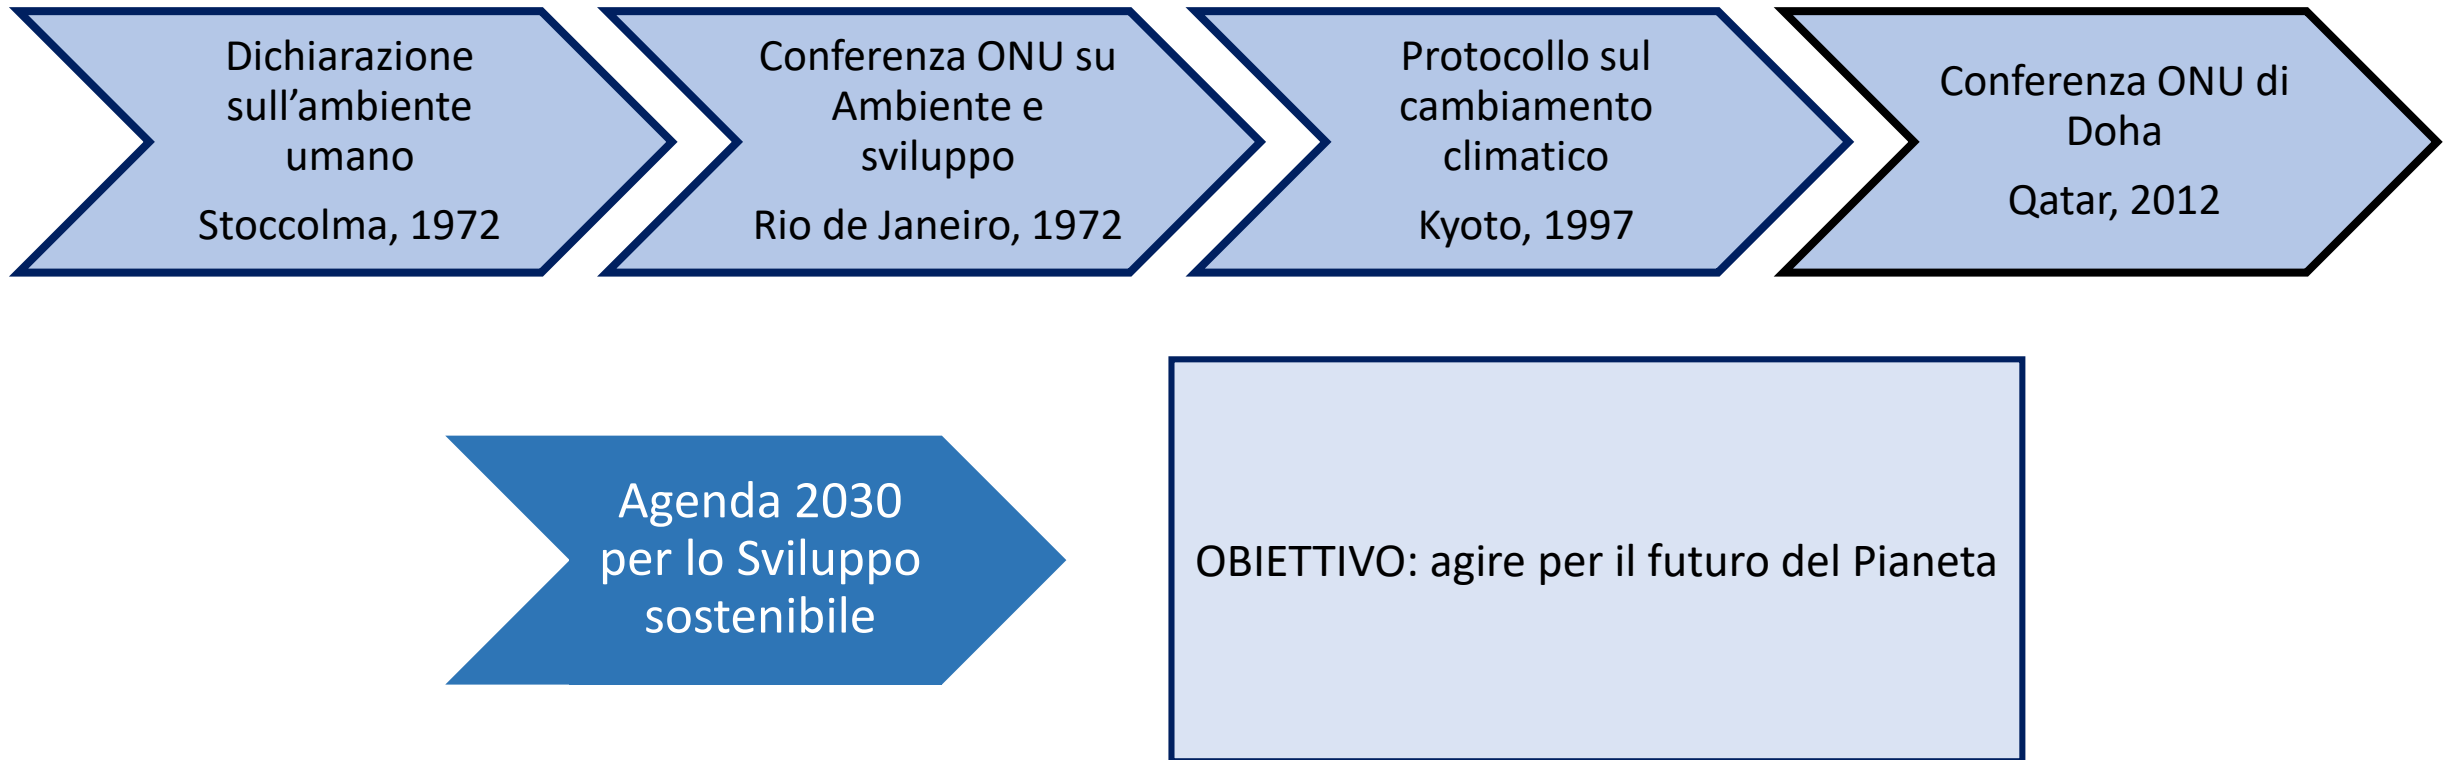 Dichiarazione
sull’ambiente
umano
Stoccolma, 1972
Conferenza ONU su
Ambiente e
sviluppo
Rio de Janeiro, 1972
Protocollo sul
cambiamento
climatico
Kyoto, 1997
Conferenza ONU di
Doha
Qatar, 2012
Agenda 2030
per lo Sviluppo
sostenibile
OBIETTIVO: agire per il futuro del Pianeta